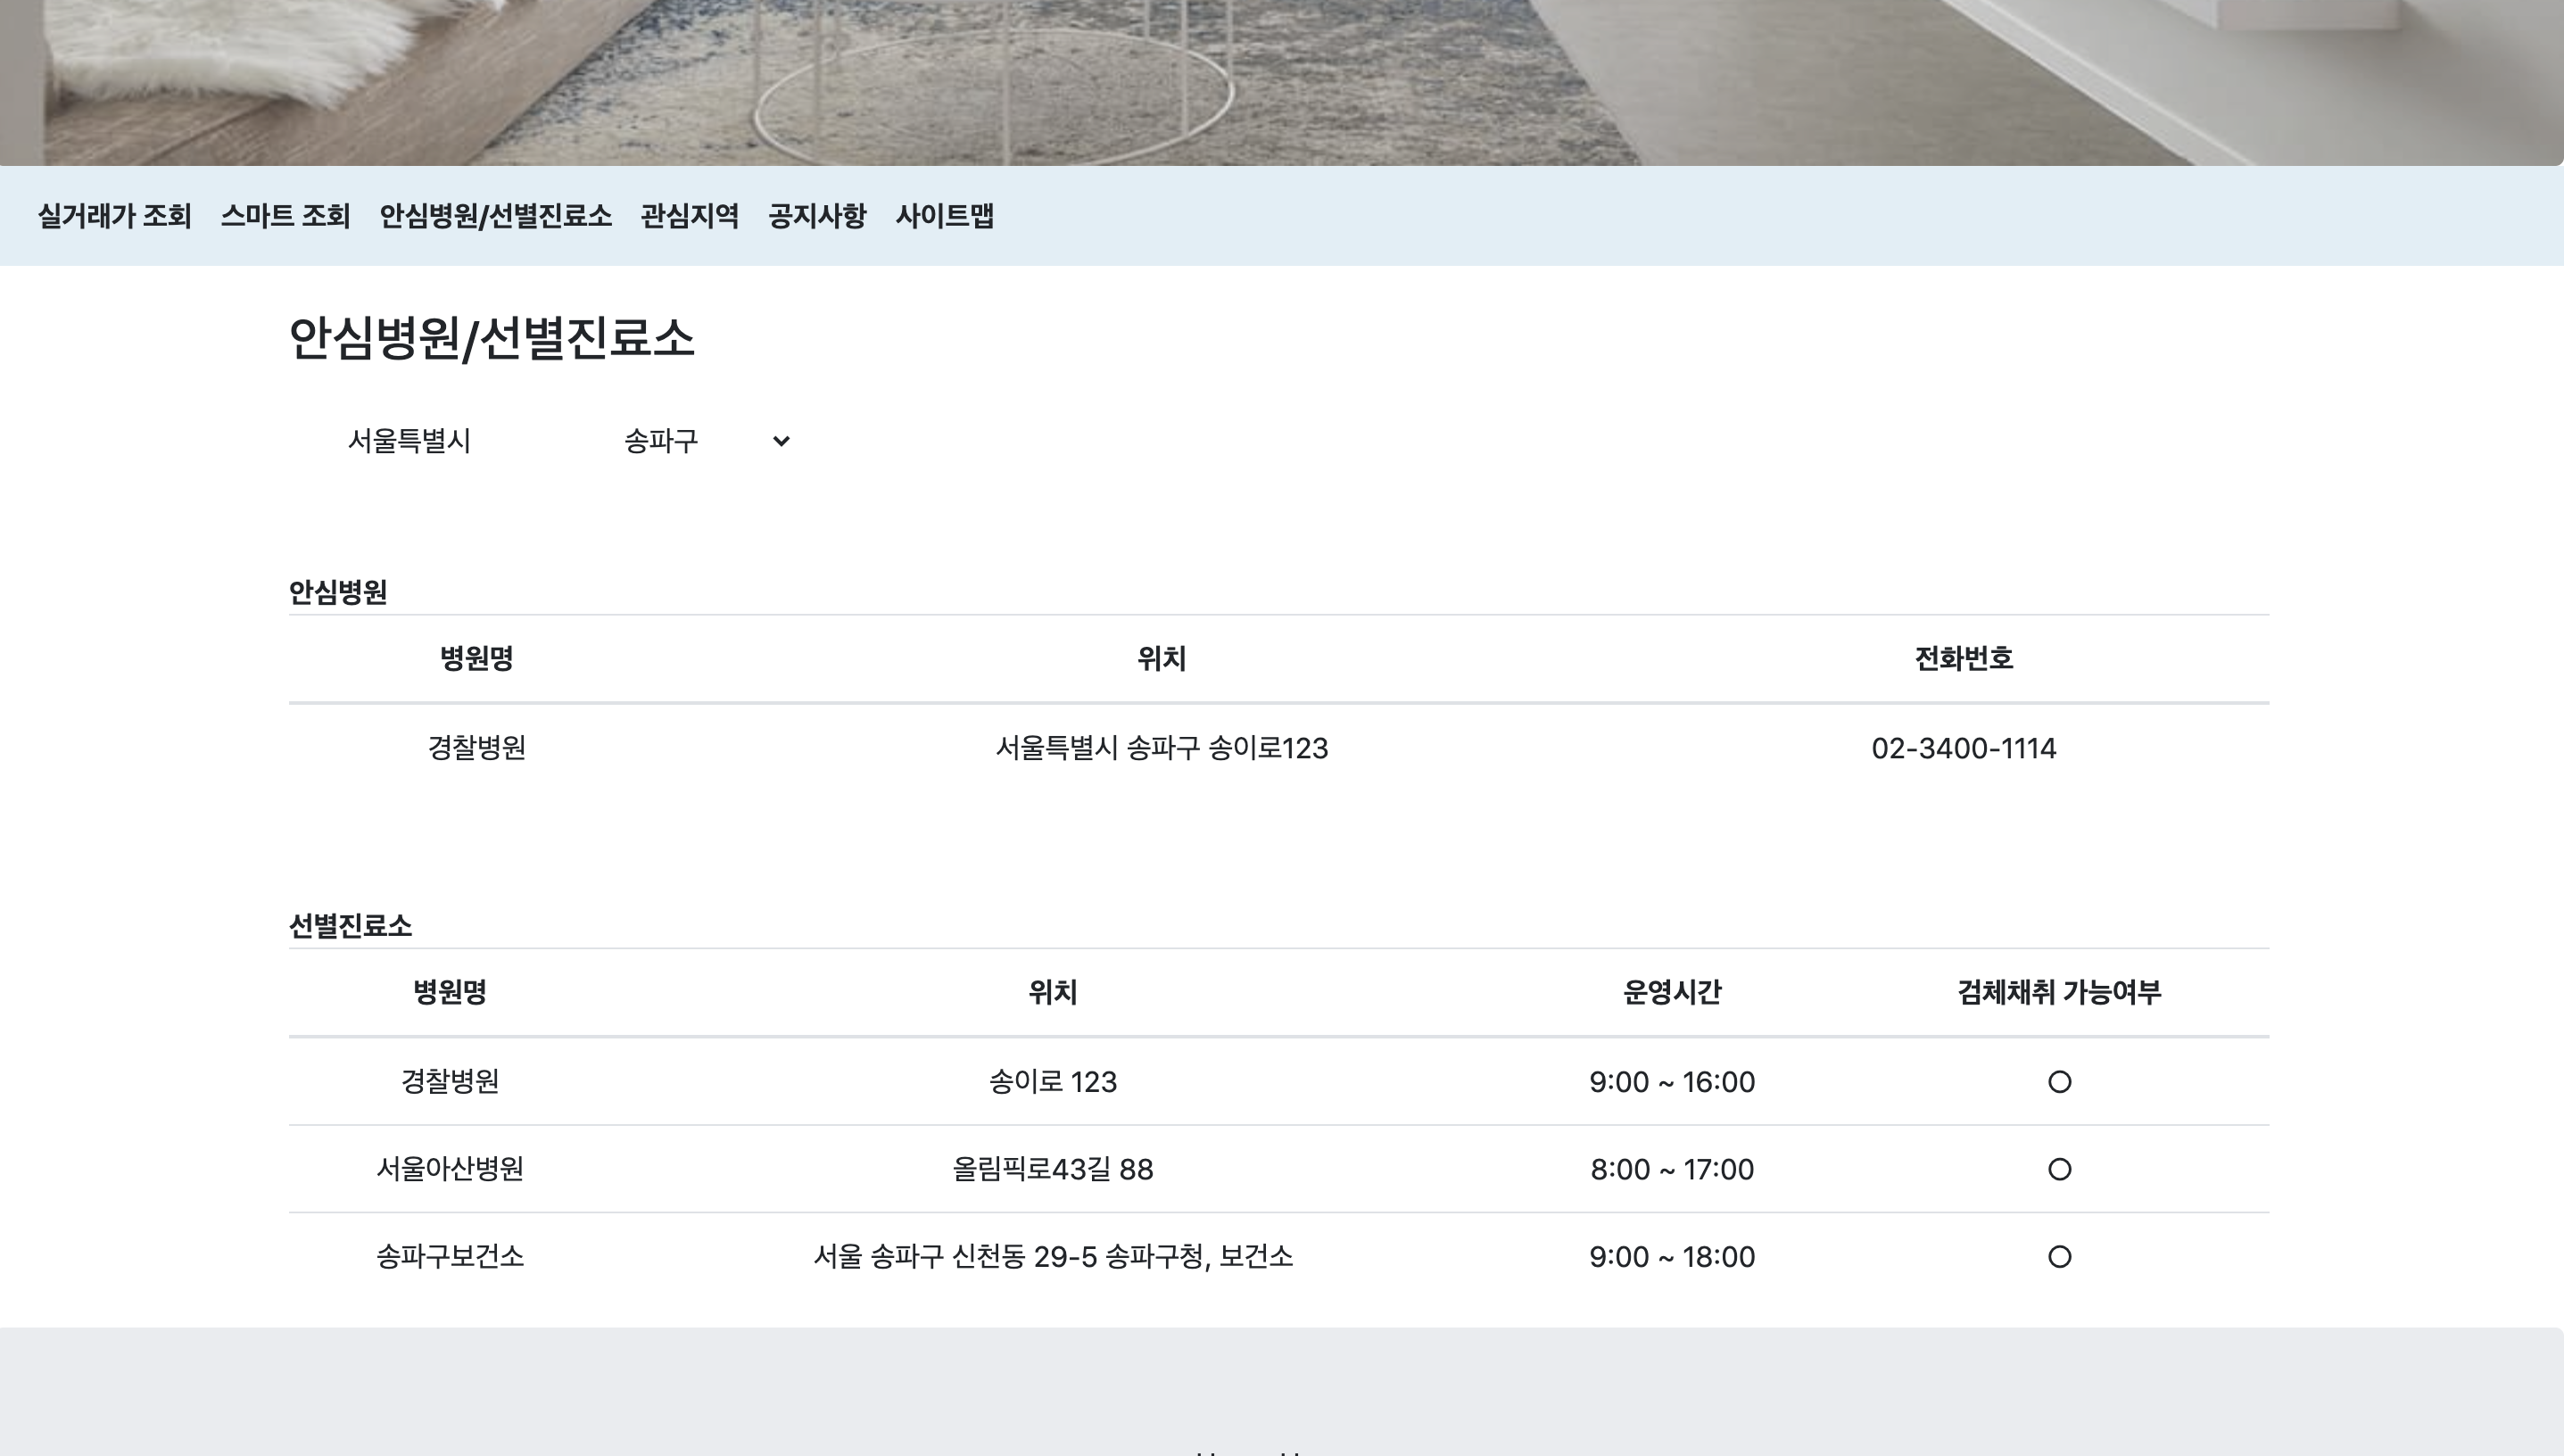 실거래가 조회 스마트 조회 안심병원/선별진료소 관심지역 공지사항 사이트맵
안심병원/선별진료소
서울특별시 송파구
안심병원
병원명 위치 전화번호
경찰병원 서울특별시 송파구 송이로123 02-3400-1114
선별진료소
병원명 위치 운영시간 검체채취 가능여부
경찰병원 송이로 123 9:00 ~ 16:00 ○
서울아산병원 올림픽로43길 88 8:00 ~ 17:00 ○
송파구보건소 서울 송파구 신천동 29-5 송파구청, 보건소 9:00 ~ 18:00 ○